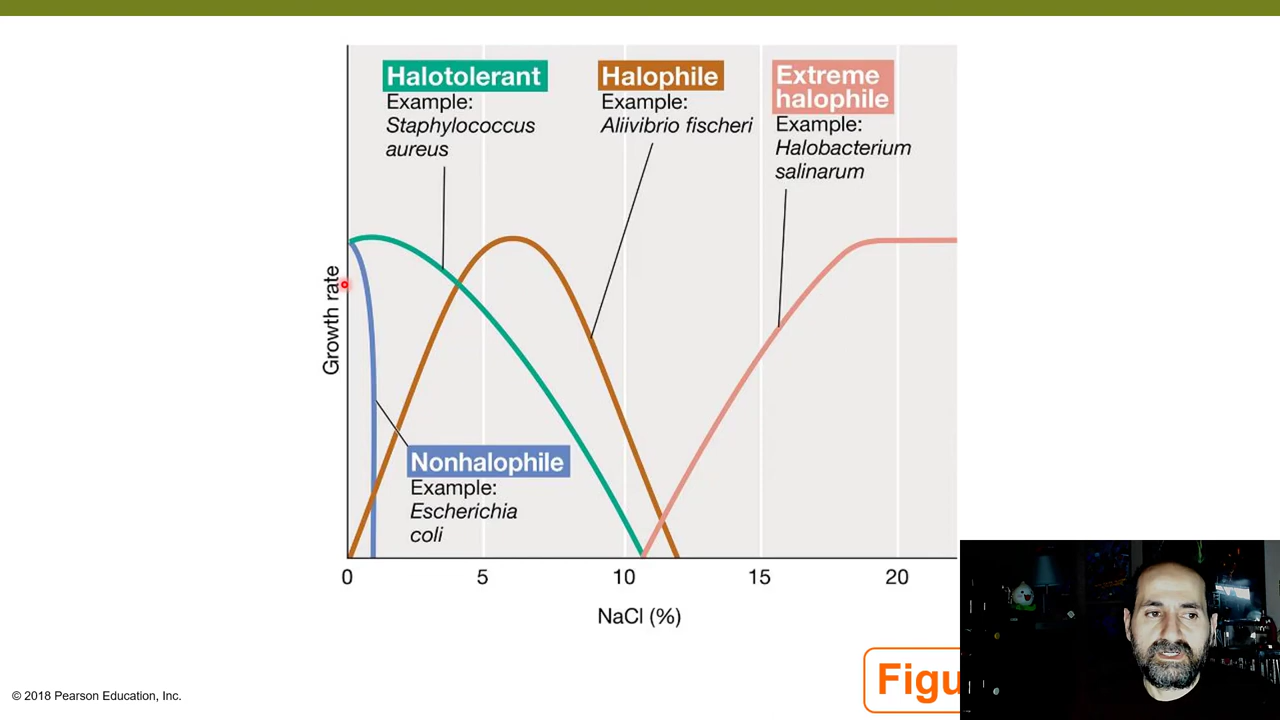 Halotolerant
Example:
Staphylococcus
aureus
Halophile
Example:
Aliivibrio fischeri
Extreme
halophile
Example:
Halobacterium
salinarum
Growth rate
Nonhalophile
Example:
Escherichia
coli
0 5 10 15 20
NaCl (%)
Figu
© 2018 Pearson Education, Inc.